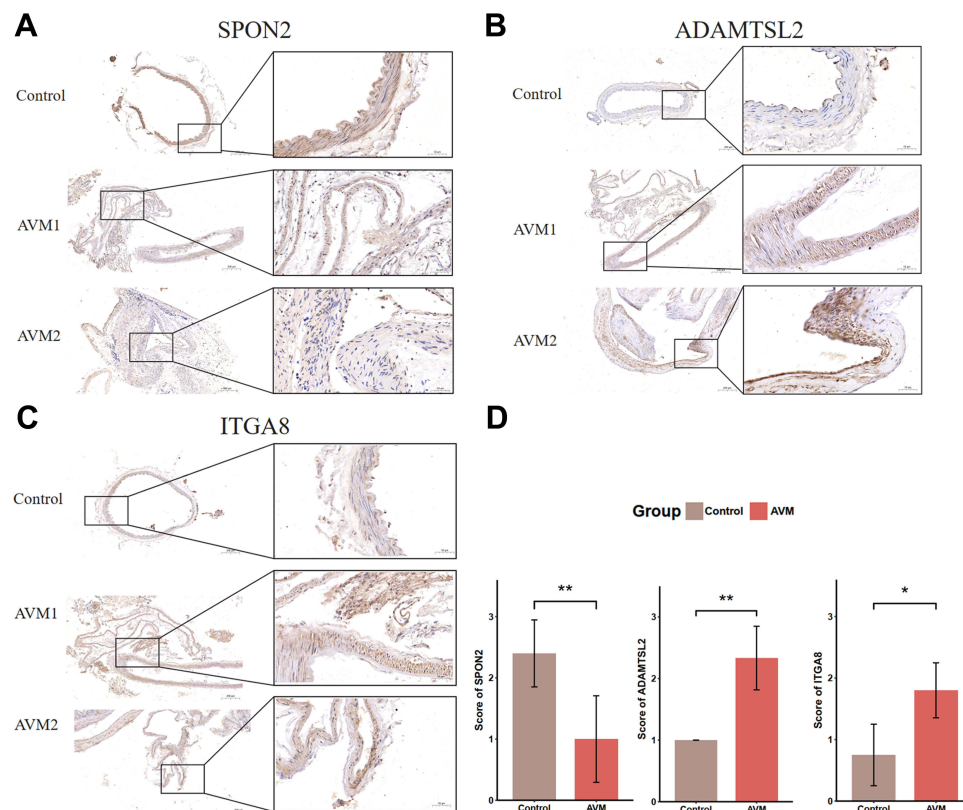 A
SPON2
Control
AVM1
AVM2
B
ADAMTSL2
Control
AVM1
AVM2
C
ITGA8
Control
AVM1
AVM2
D
Group Control AVM
**
Score of SPON2
3
2
1
0
Control AVM
**
Score of ADAMTSL2
3
2
1
0
Control AVM
*
Score of ITGA8
3
2
1
0
Control AVM